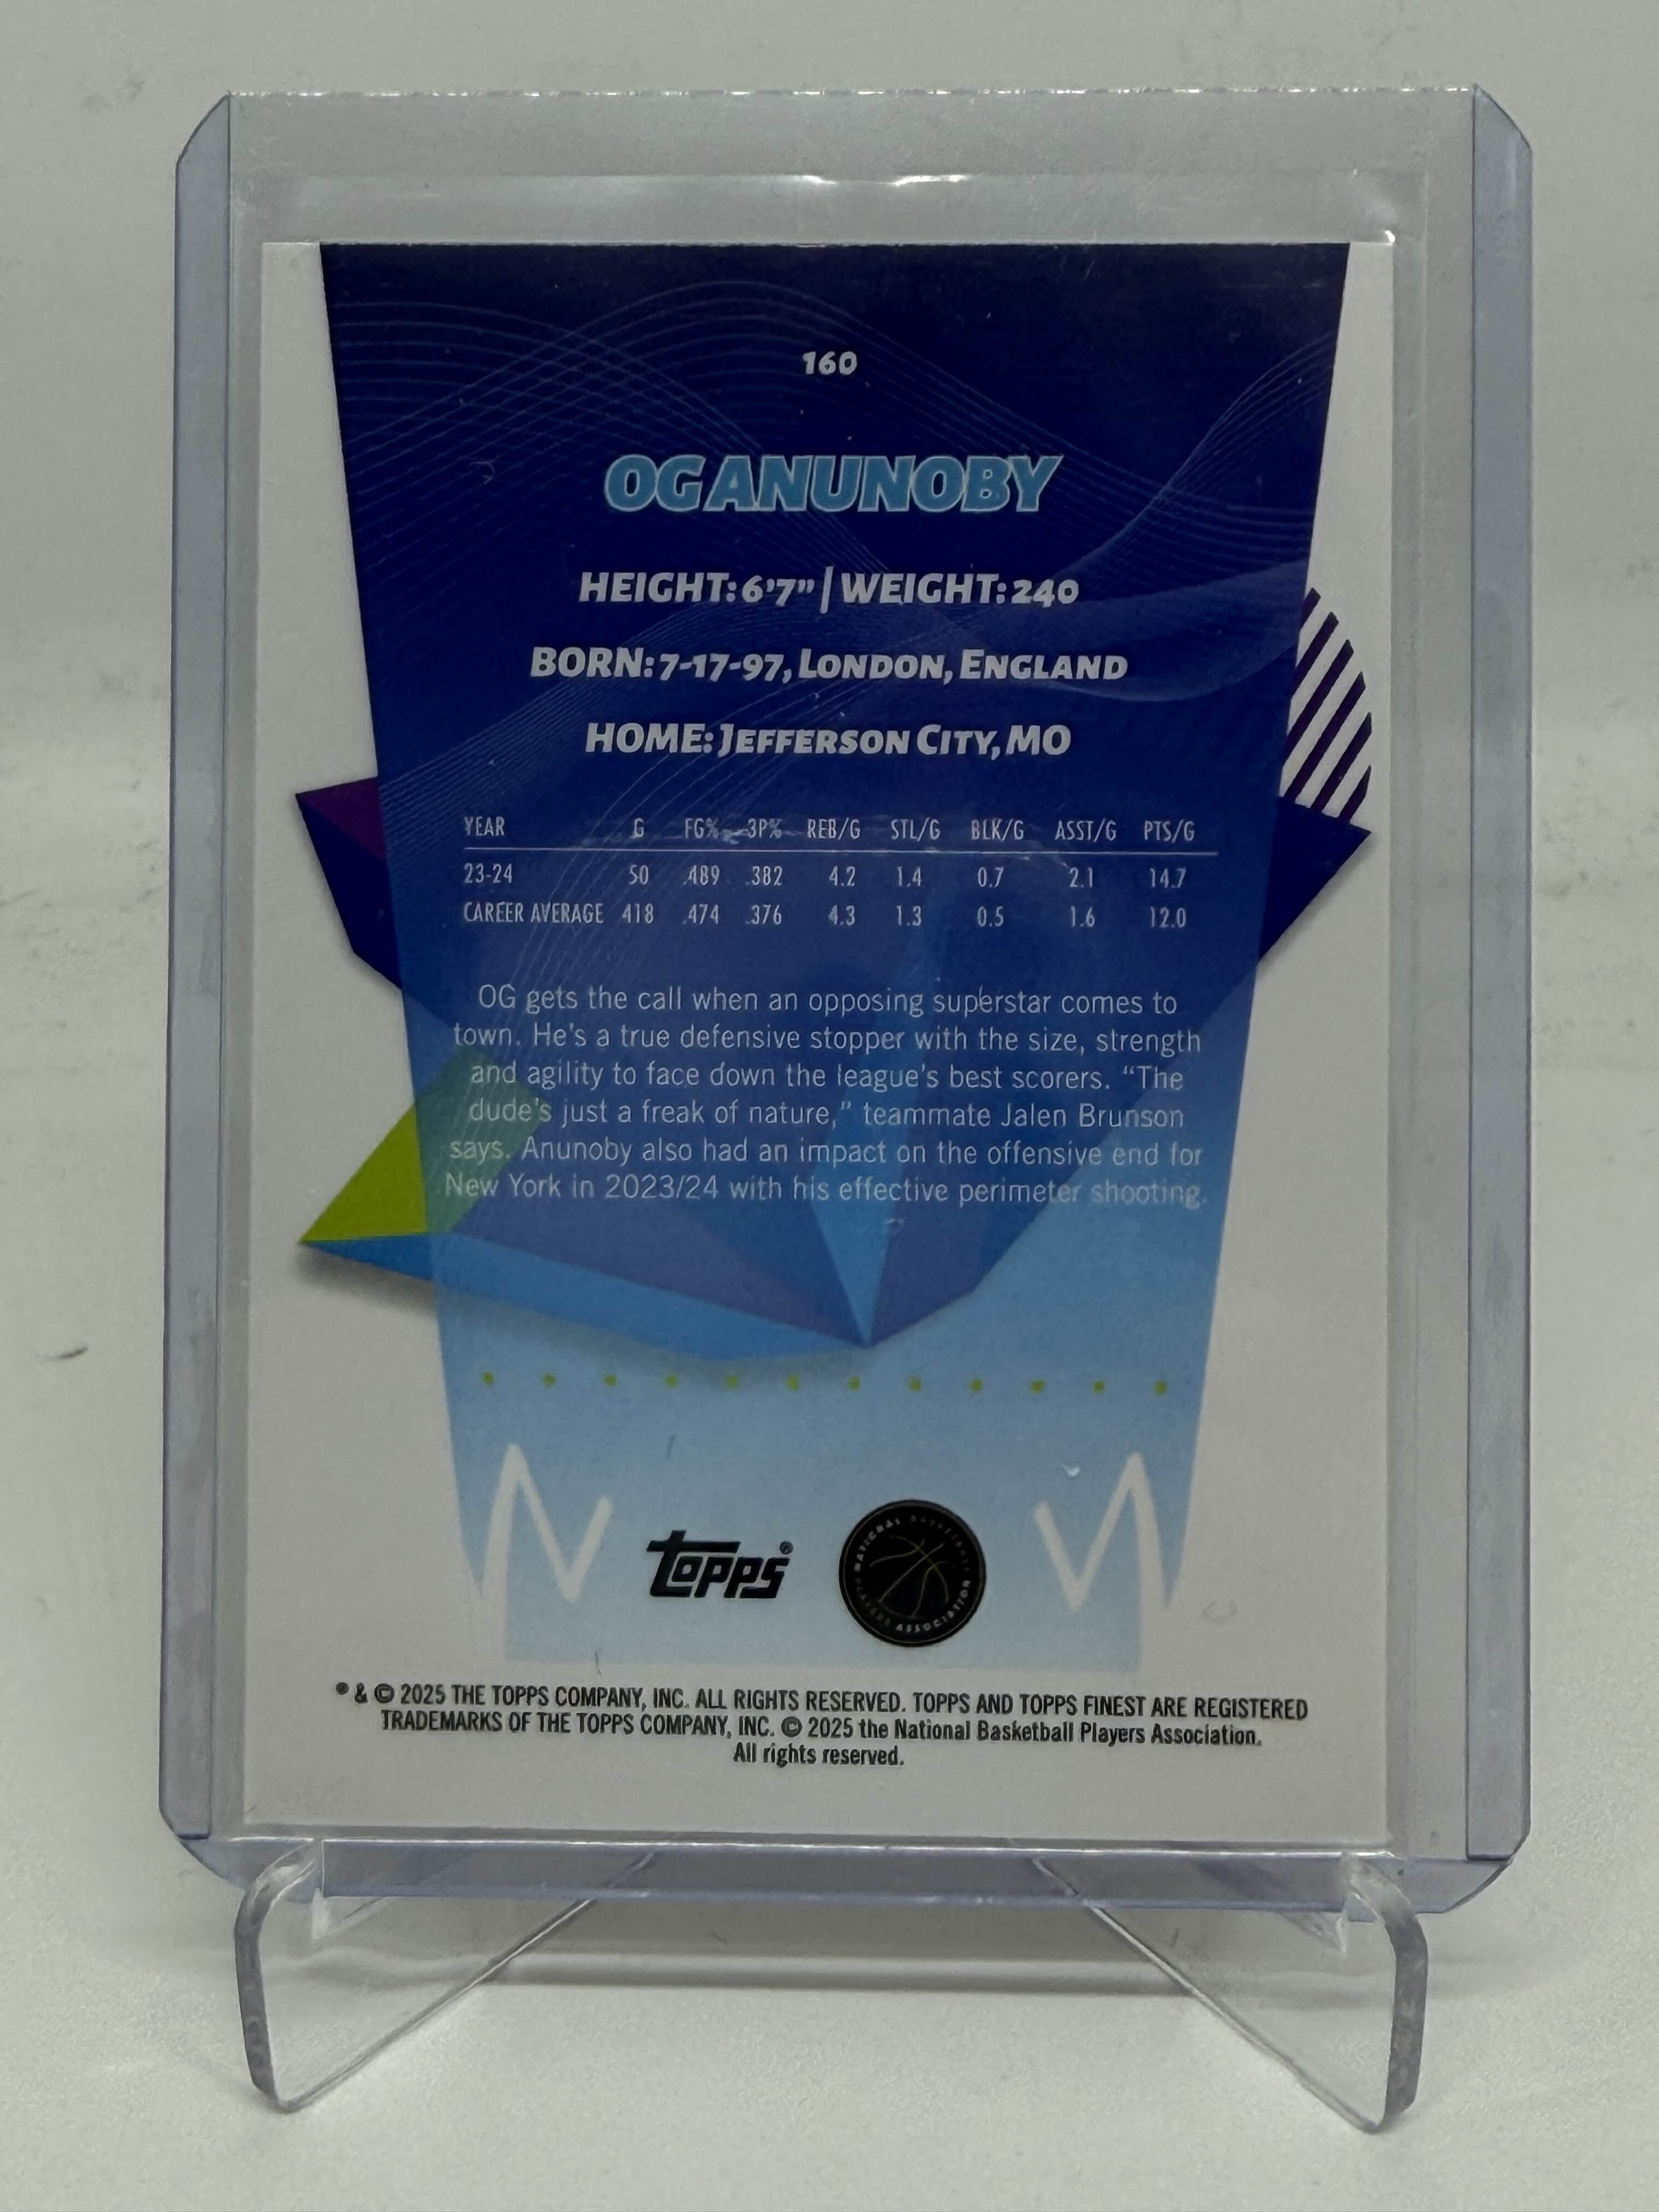 160
OG ANUNOBY
HEIGHT: 6'7" | WEIGHT: 240
BORN: 7-17-97, LONDON, ENGLAND
HOME: JEFFERSON CITY, MO
YEAR G FG% 3P% REB/G STL/G BLK/G ASST/G PTS/G
23-24 50 .489 .382 4.2 1.4 0.7 2.1 14.7
CAREER AVERAGE 418 .474 .376 4.3 1.3 0.5 1.6 12.0
OG gets the call when an opposing superstar comes to
town. He's a true defensive stopper with the size, strength
and agility to face down the league's best scorers. "The
dude's just a freak of nature," teammate Jalen Brunson
says. Anunoby also had an impact on the offensive end for
New York in 2023/24 with his effective perimeter shooting.
topps®
NATIONAL BASKETBALL PLAYERS ASSOCIATION
® & © 2025 THE TOPPS COMPANY, INC. ALL RIGHTS RESERVED. TOPPS AND TOPPS FINEST ARE REGISTERED
TRADEMARKS OF THE TOPPS COMPANY, INC. © 2025 the National Basketball Players Association.
All rights reserved.